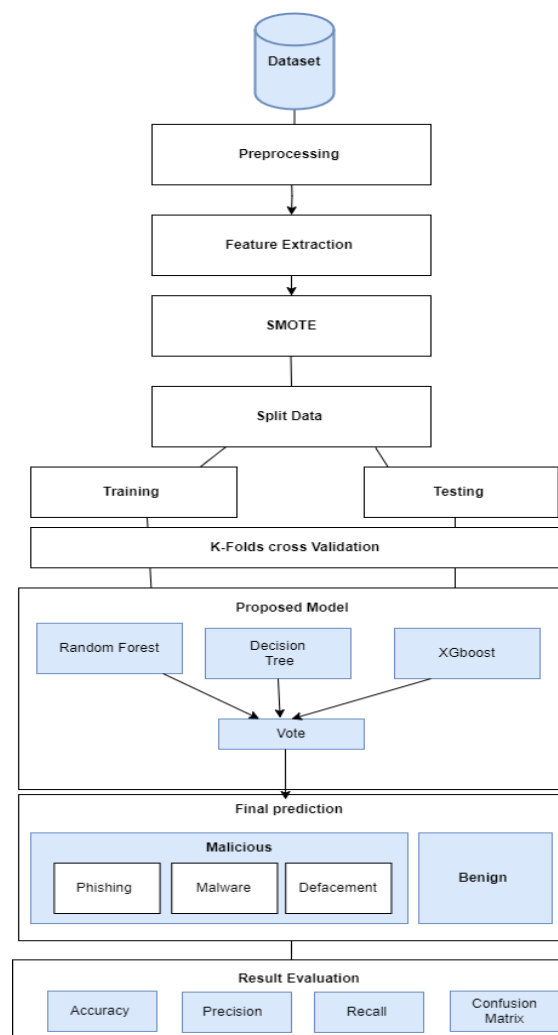 Dataset
Preprocessing
Feature Extraction
SMOTE
Split Data
Training
Testing
K-Folds cross Validation
Proposed Model
Random Forest
Decision
Tree
XGboost
Vote
Final prediction
Malicious
Phishing
Malware
Defacement
Benign
Result Evaluation
Accuracy
Precision
Recall
Confusion
Matrix